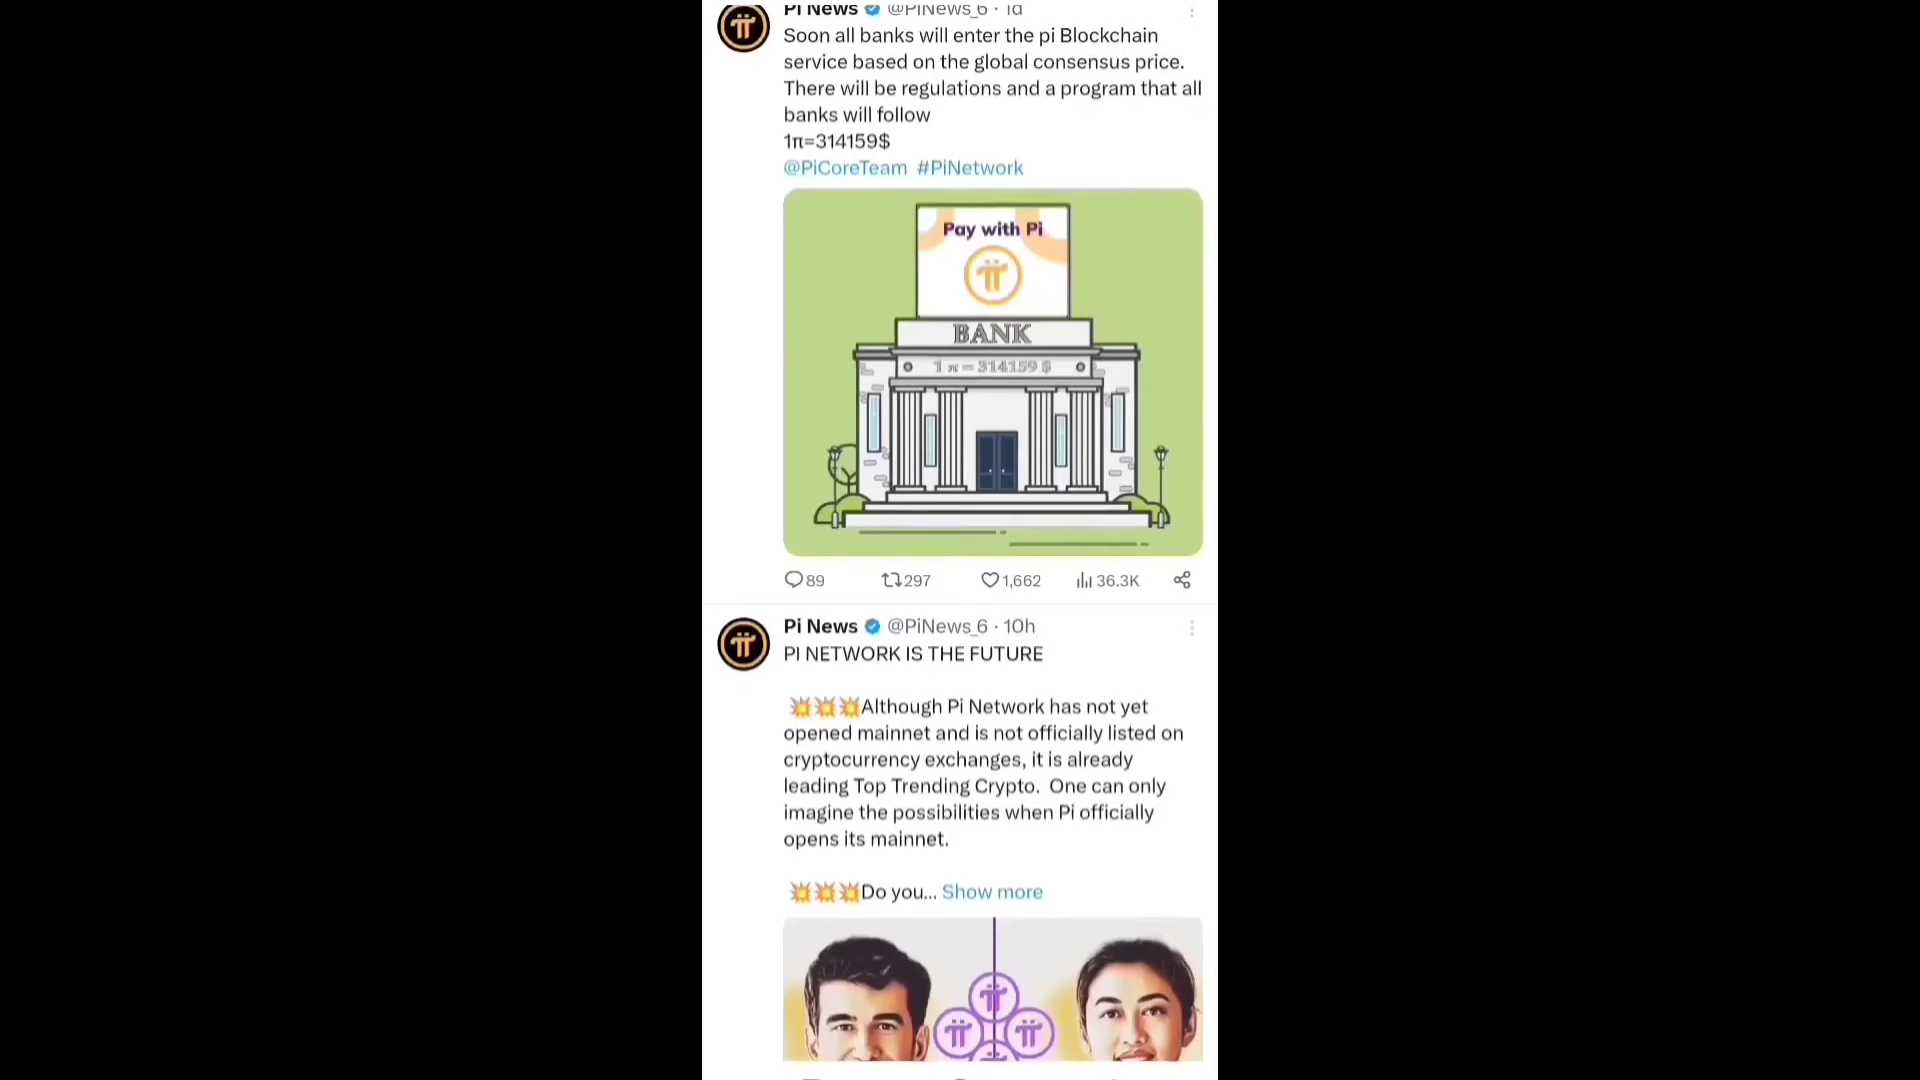 Pi News @PiNews_6 · 1d
Soon all banks will enter the pi Blockchain
service based on the global consensus price.
There will be regulations and a program that all
banks will follow
1π=314159$
@PiCoreTeam #PiNetwork
Pay with Pi
BANK
1 π = 314159 $
89 297 1,662 36.3K
Pi News @PiNews_6 · 10h
PI NETWORK IS THE FUTURE
💥💥💥Although Pi Network has not yet
opened mainnet and is not officially listed on
cryptocurrency exchanges, it is already
leading Top Trending Crypto. One can only
imagine the possibilities when Pi officially
opens its mainnet.
💥💥💥Do you... Show more